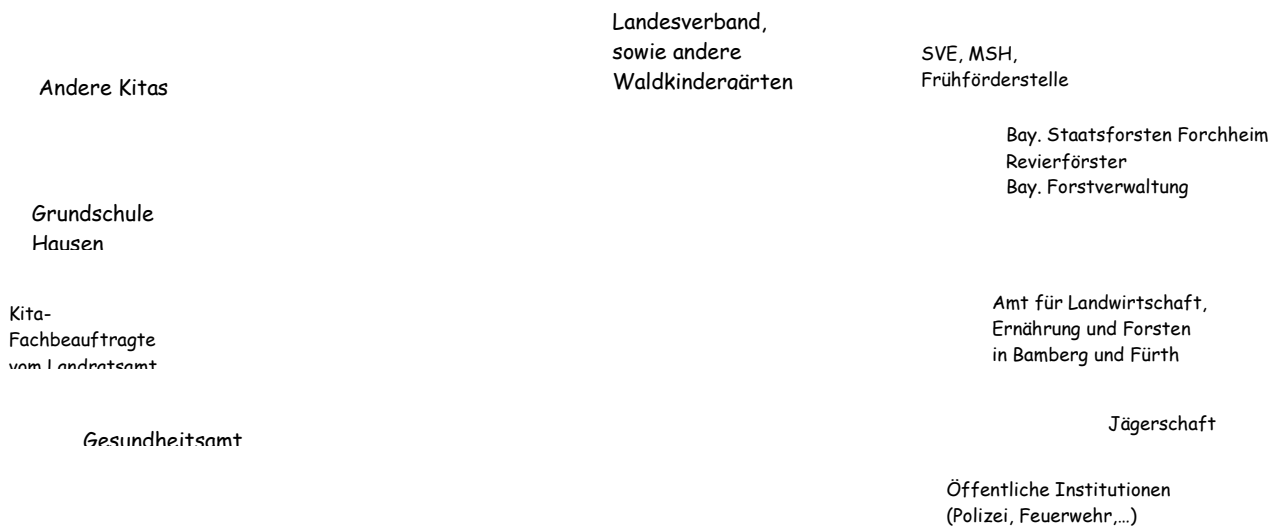 Landesverband,
sowie andere
Waldkindergärten
SVE, MSH,
Frühförderstelle
Andere Kitas
Bay. Staatsforsten Forchheim
Revierförster
Bay. Forstverwaltung
Grundschule
Hausen
Kita-
Fachbeauftragte
vom Landratsamt
Amt für Landwirtschaft,
Ernährung und Forsten
in Bamberg und Fürth
Jägerschaft
Gesundheitsamt
Öffentliche Institutionen
(Polizei, Feuerwehr,…)